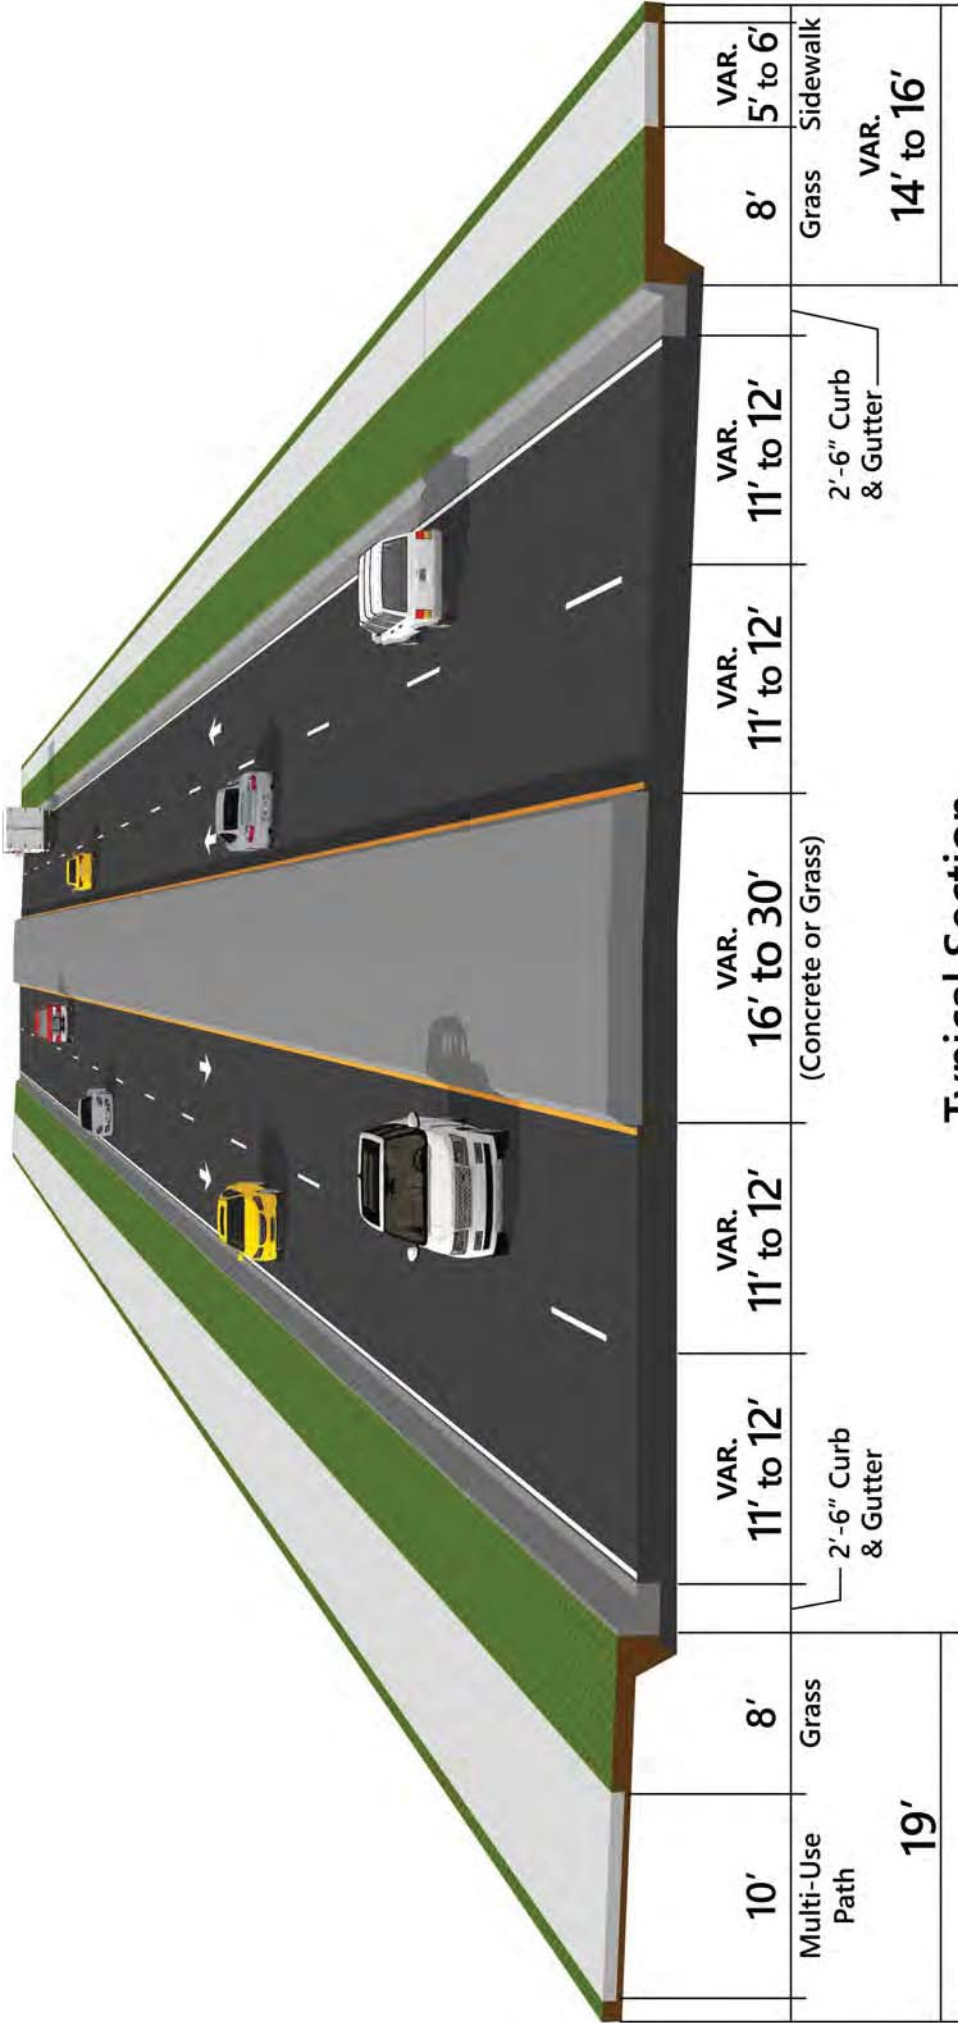 10'
Multi-Use
Path
8'
Grass
19'
2'-6" Curb
& Gutter
VAR.
11' to 12'
VAR.
11' to 12'
VAR.
16' to 30'
(Concrete or Grass)
VAR.
11' to 12'
VAR.
11' to 12'
2'-6" Curb
& Gutter
8'
Grass
VAR.
5' to 6'
Sidewalk
VAR.
14' to 16'
Typical Section